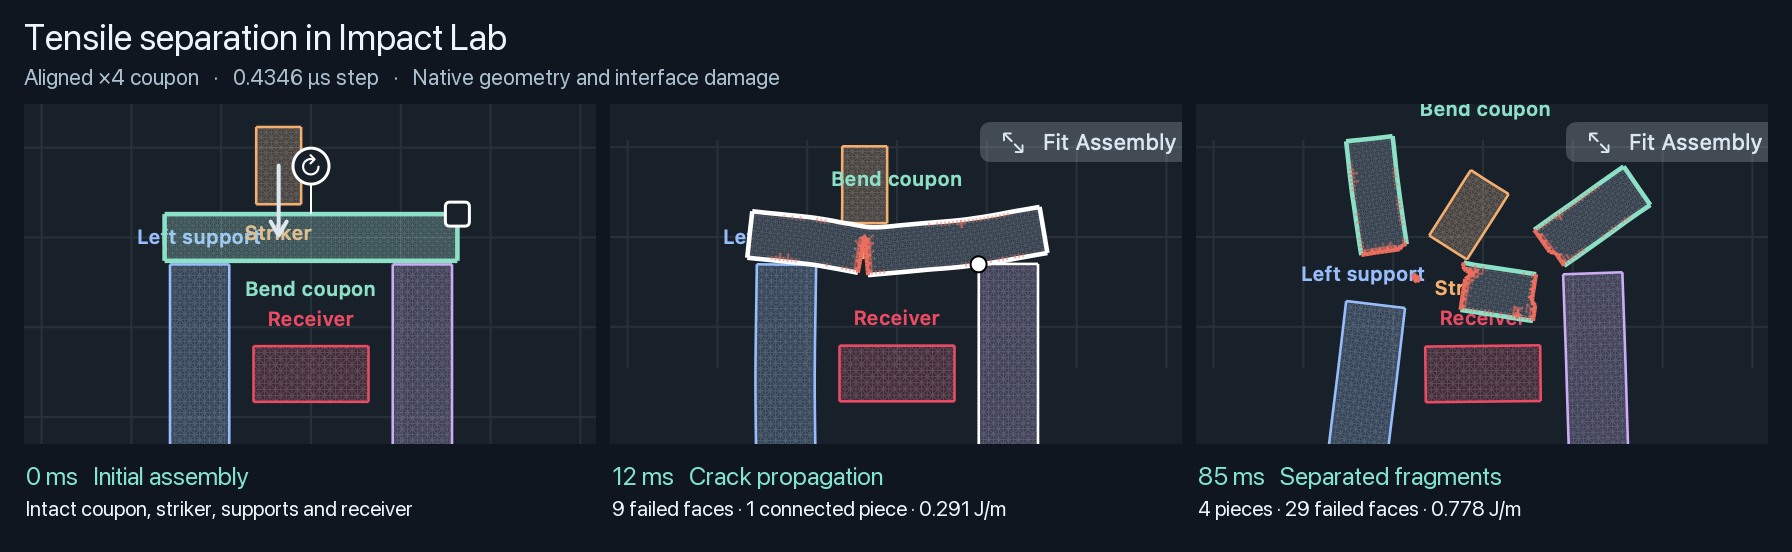 Tensile separation in Impact Lab
Aligned ×4 coupon · 0.4346 µs step · Native geometry and interface damage
Left support
Striker
Bend coupon
Receiver
Fit Assembly
Bend coupon
Le
Receiver
Bend coupon
Fit Assembly
Left support
Str
Receiver
0 ms Initial assembly
Intact coupon, striker, supports and receiver
12 ms Crack propagation
9 failed faces · 1 connected piece · 0.291 J/m
85 ms Separated fragments
4 pieces · 29 failed faces · 0.778 J/m